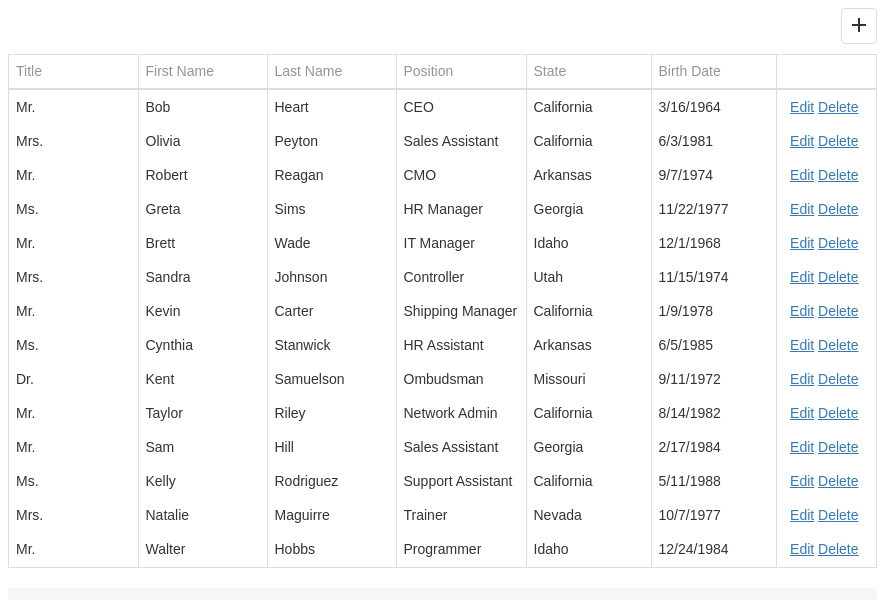 Title First Name Last Name Position State Birth Date
Mr. Bob Heart CEO California 3/16/1964 Edit Delete
Mrs. Olivia Peyton Sales Assistant California 6/3/1981 Edit Delete
Mr. Robert Reagan CMO Arkansas 9/7/1974 Edit Delete
Ms. Greta Sims HR Manager Georgia 11/22/1977 Edit Delete
Mr. Brett Wade IT Manager Idaho 12/1/1968 Edit Delete
Mrs. Sandra Johnson Controller Utah 11/15/1974 Edit Delete
Mr. Kevin Carter Shipping Manager California 1/9/1978 Edit Delete
Ms. Cynthia Stanwick HR Assistant Arkansas 6/5/1985 Edit Delete
Dr. Kent Samuelson Ombudsman Missouri 9/11/1972 Edit Delete
Mr. Taylor Riley Network Admin California 8/14/1982 Edit Delete
Mr. Sam Hill Sales Assistant Georgia 2/17/1984 Edit Delete
Ms. Kelly Rodriguez Support Assistant California 5/11/1988 Edit Delete
Mrs. Natalie Maguirre Trainer Nevada 10/7/1977 Edit Delete
Mr. Walter Hobbs Programmer Idaho 12/24/1984 Edit Delete